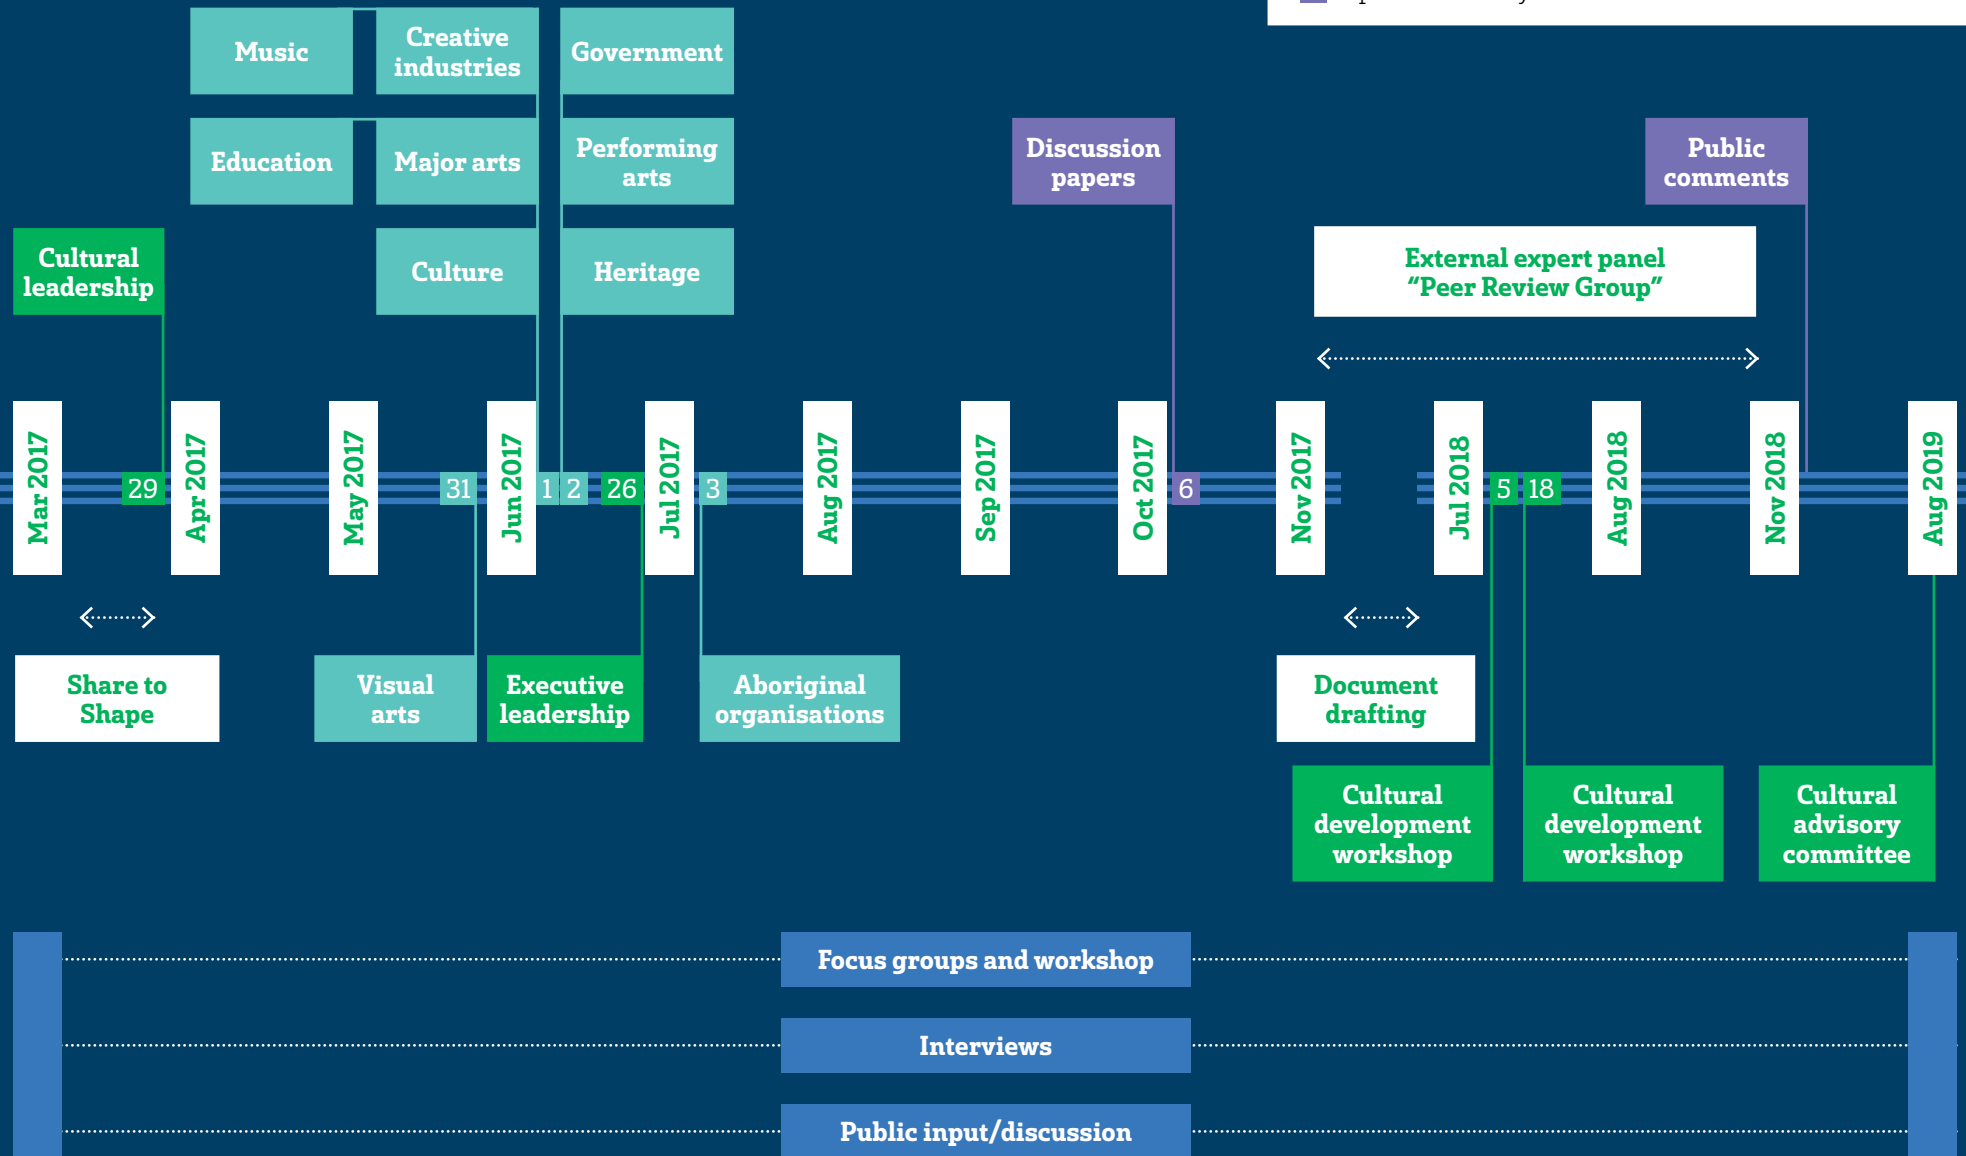 Music
Creative
industries
Government
Education
Major arts
Performing
arts
Discussion
papers
Public
comments
Cultural
leadership
Culture
Heritage
External expert panel
“Peer Review Group”
Mar 2017
29
Apr 2017
May 2017
31
Jun 2017
1
2
26
Jul 2017
3
Aug 2017
Sep 2017
Oct 2017
6
Nov 2017
Jul 2018
5
18
Aug 2018
Nov 2018
Aug 2019
Share to
Shape
Visual
arts
Executive
leadership
Aboriginal
organisations
Document
drafting
Cultural
development
workshop
Cultural
development
workshop
Cultural
advisory
committee
Focus groups and workshop
Interviews
Public input/discussion